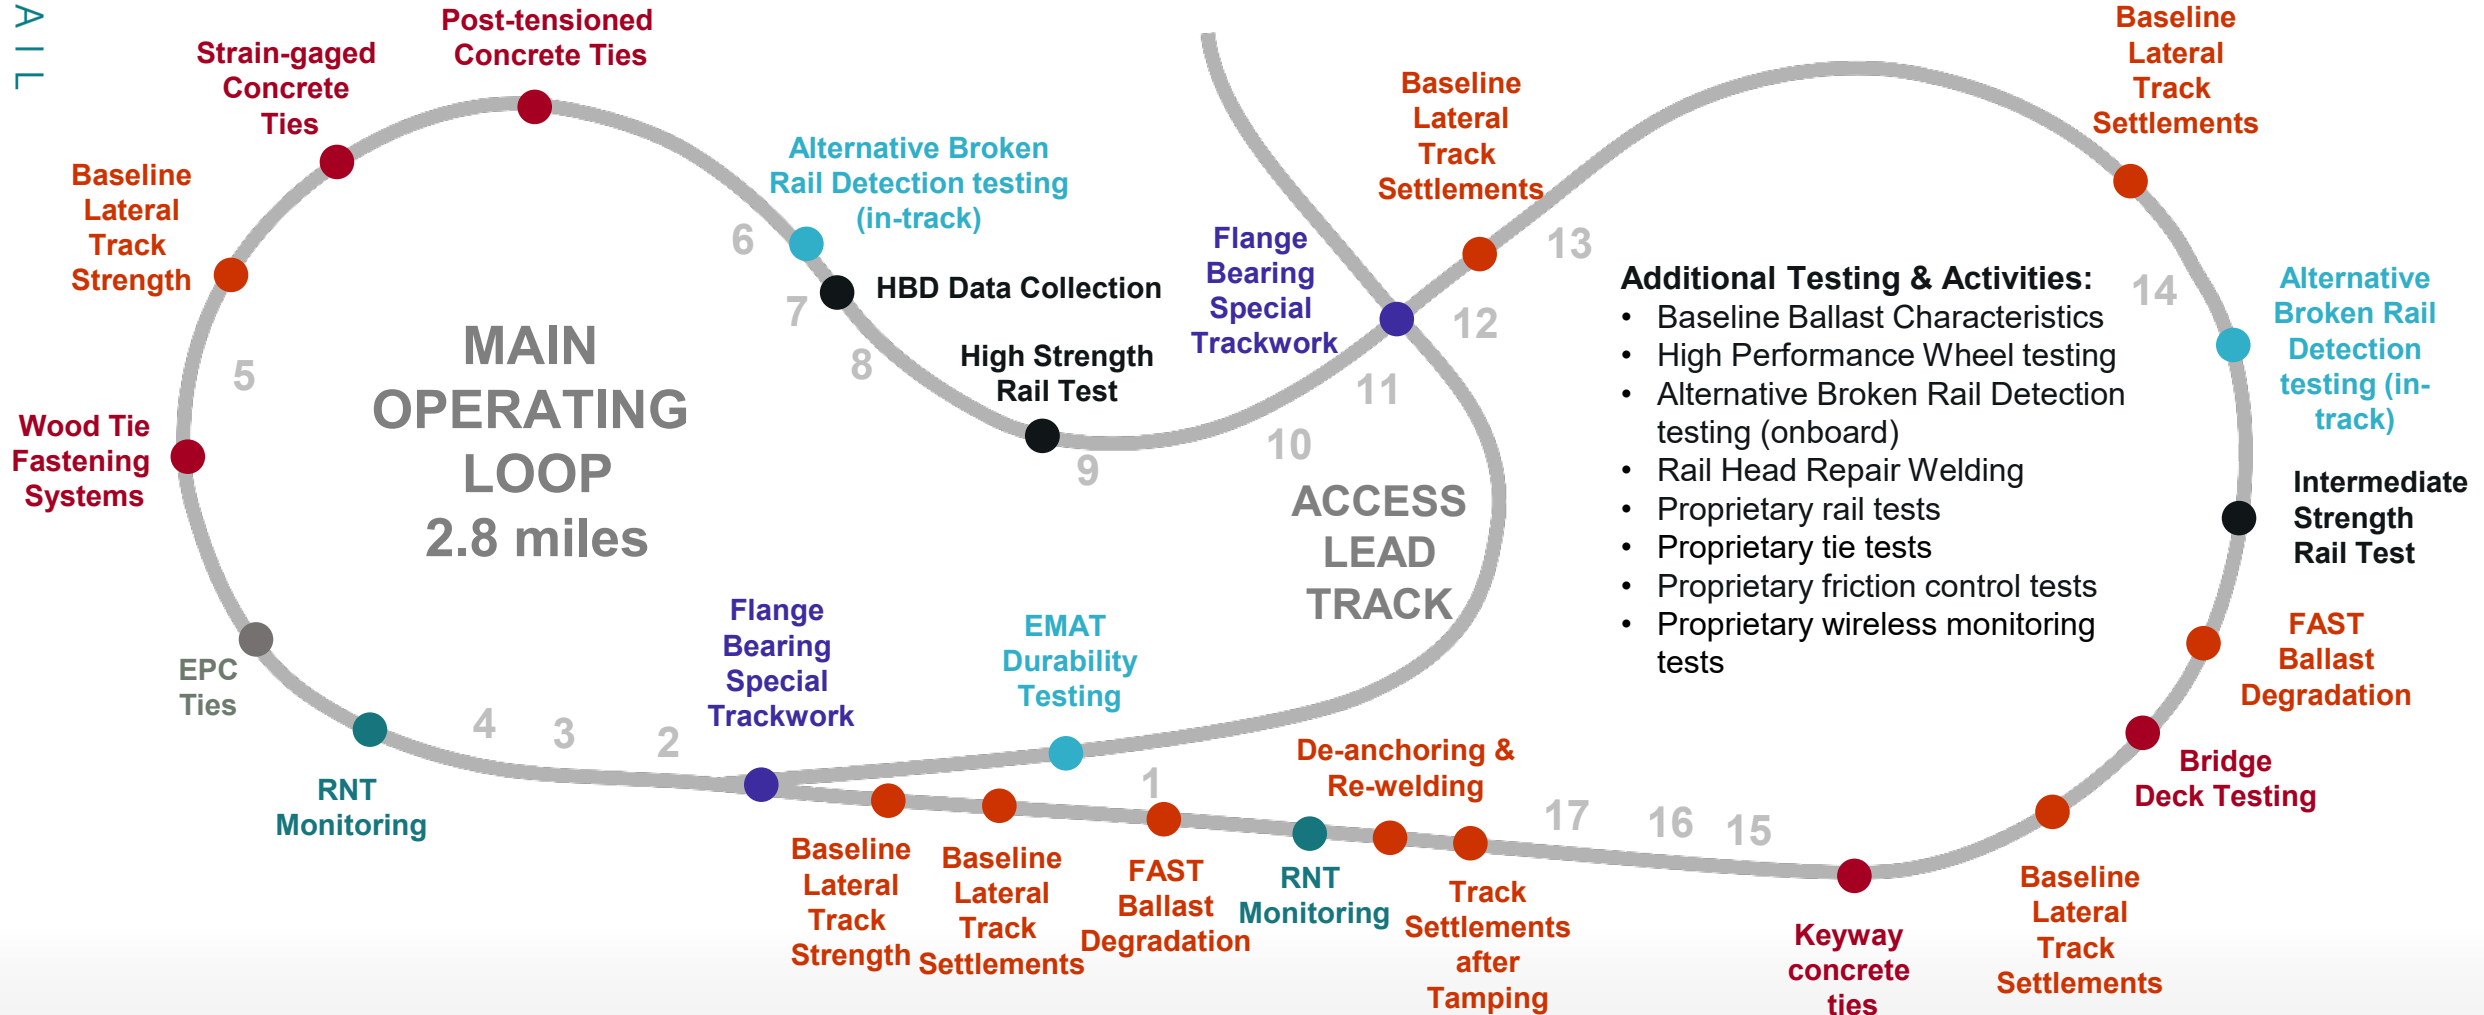 A I L
Post-tensioned
Concrete Ties
Strain-gaged
Concrete
Ties
Baseline
Lateral
Track
Strength
Wood Tie
Fastening
Systems
EPC
Ties
RNT
Monitoring
MAIN
OPERATING
LOOP
2.8 miles
Alternative Broken
Rail Detection testing
(in-track)
HBD Data Collection
High Strength
Rail Test
Flange
Bearing
Special
Trackwork
Baseline
Lateral
Track
Settlements
Baseline
Lateral
Track
Settlements
Alternative
Broken Rail
Detection
testing (in-
track)
Intermediate
Strength
Rail Test
FAST
Ballast
Degradation
Bridge
Deck Testing
Baseline
Lateral
Track
Settlements
Keyway
concrete
ties
Additional Testing & Activities:
• Baseline Ballast Characteristics
• High Performance Wheel testing
• Alternative Broken Rail Detection
testing (onboard)
• Rail Head Repair Welding
• Proprietary rail tests
• Proprietary tie tests
• Proprietary friction control tests
• Proprietary wireless monitoring
tests
ACCESS
LEAD
TRACK
EMAT
Durability
Testing
Flange
Bearing
Special
Trackwork
De-anchoring &
Re-welding
Baseline
Lateral
Track
Strength
Baseline
Lateral
Track
Settlements
FAST
Ballast
Degradation
RNT
Monitoring
Track
Settlements
after
Tamping
1
2
3
4
5
6
7
8
9
10
11
12
13
14
15
16
17